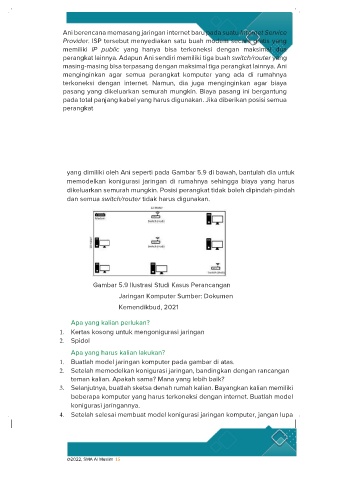 Ani berencana memasang jaringan internet baru pada suatu Internet Service
Provider. ISP tersebut menyediakan satu buah modem secara gratis yang
memiliki IP public yang hanya bisa terkoneksi dengan maksimal dua
perangkat lainnya. Adapun Ani sendiri memiliki tiga buah switch/router yang
masing-masing bisa terpasang dengan maksimal tiga perangkat lainnya. Ani
menginginkan agar semua perangkat komputer yang ada di rumahnya
terkoneksi dengan internet. Namun, dia juga menginginkan agar biaya
pasang yang dikeluarkan semurah mungkin. Biaya pasang ini bergantung
pada total panjang kabel yang harus digunakan. Jika diberikan posisi semua
perangkat
yang dimiliki oleh Ani seperti pada Gambar 5.9 di bawah, bantulah dia untuk
memodelkan konigurasi jaringan di rumahnya sehingga biaya yang harus
dikeluarkan semurah mungkin. Posisi perangkat tidak boleh dipindah-pindah
dan semua switch/router tidak harus digunakan.
Gambar 5.9 Ilustrasi Studi Kasus Perancangan
Jaringan Komputer Sumber: Dokumen
Kemendikbud, 2021
Apa yang kalian perlukan?
1. Kertas kosong untuk mengonigurasi jaringan
2. Spidol
Apa yang harus kalian lakukan?
1. Buatlah model jaringan komputer pada gambar di atas.
2. Setelah memodelkan konigurasi jaringan, bandingkan dengan rancangan
teman kalian. Apakah sama? Mana yang lebih baik?
3. Selanjutnya, buatlah sketsa denah rumah kalian. Bayangkan kalian memiliki
beberapa komputer yang harus terkoneksi dengan internet. Buatlah model
konigurasi jaringannya.
4. Setelah selesai membuat model konigurasi jaringan komputer, jangan lupa
@2022, SMA Al Masoem